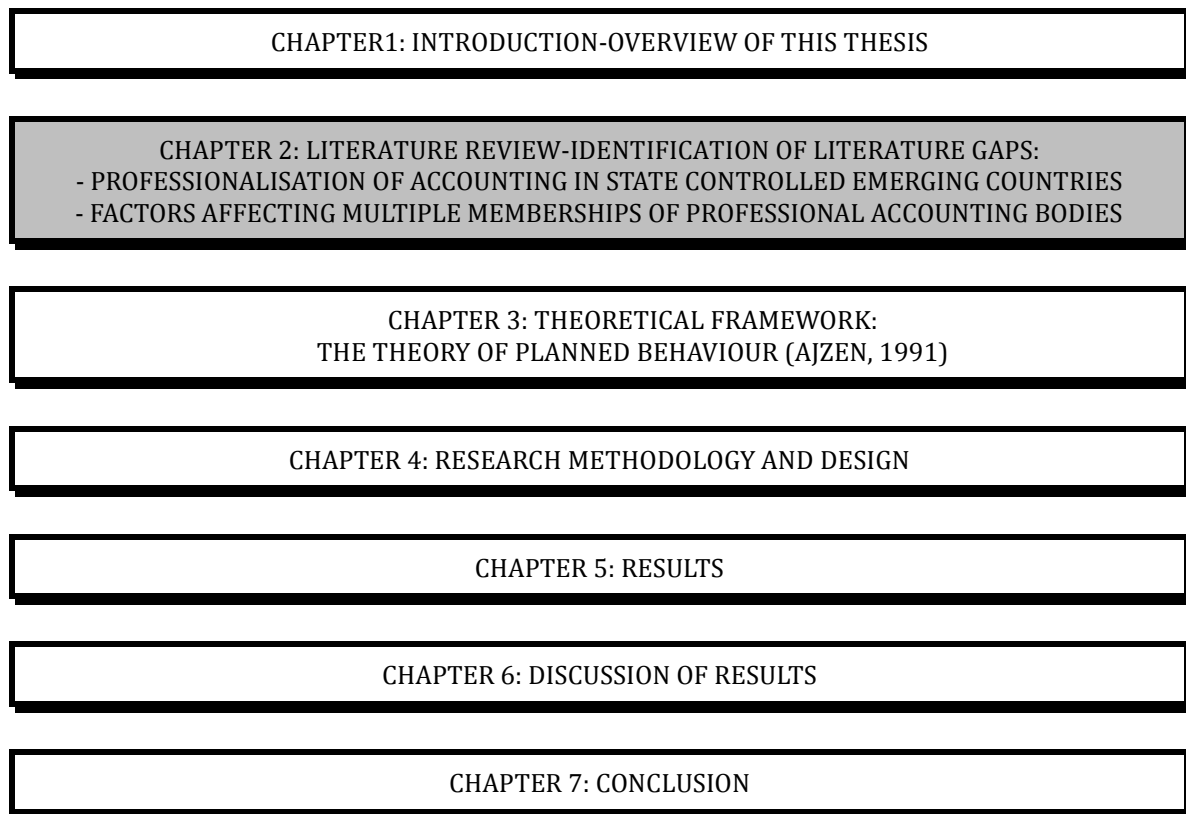 CHAPTER1: INTRODUCTION-OVERVIEW OF THIS THESIS
CHAPTER 2: LITERATURE REVIEW-IDENTIFICATION OF LITERATURE GAPS:
- PROFESSIONALISATION OF ACCOUNTING IN STATE CONTROLLED EMERGING COUNTRIES
- FACTORS AFFECTING MULTIPLE MEMBERSHIPS OF PROFESSIONAL ACCOUNTING BODIES
CHAPTER 3: THEORETICAL FRAMEWORK:
THE THEORY OF PLANNED BEHAVIOUR (AJZEN, 1991)
CHAPTER 4: RESEARCH METHODOLOGY AND DESIGN
CHAPTER 5: RESULTS
CHAPTER 6: DISCUSSION OF RESULTS
CHAPTER 7: CONCLUSION